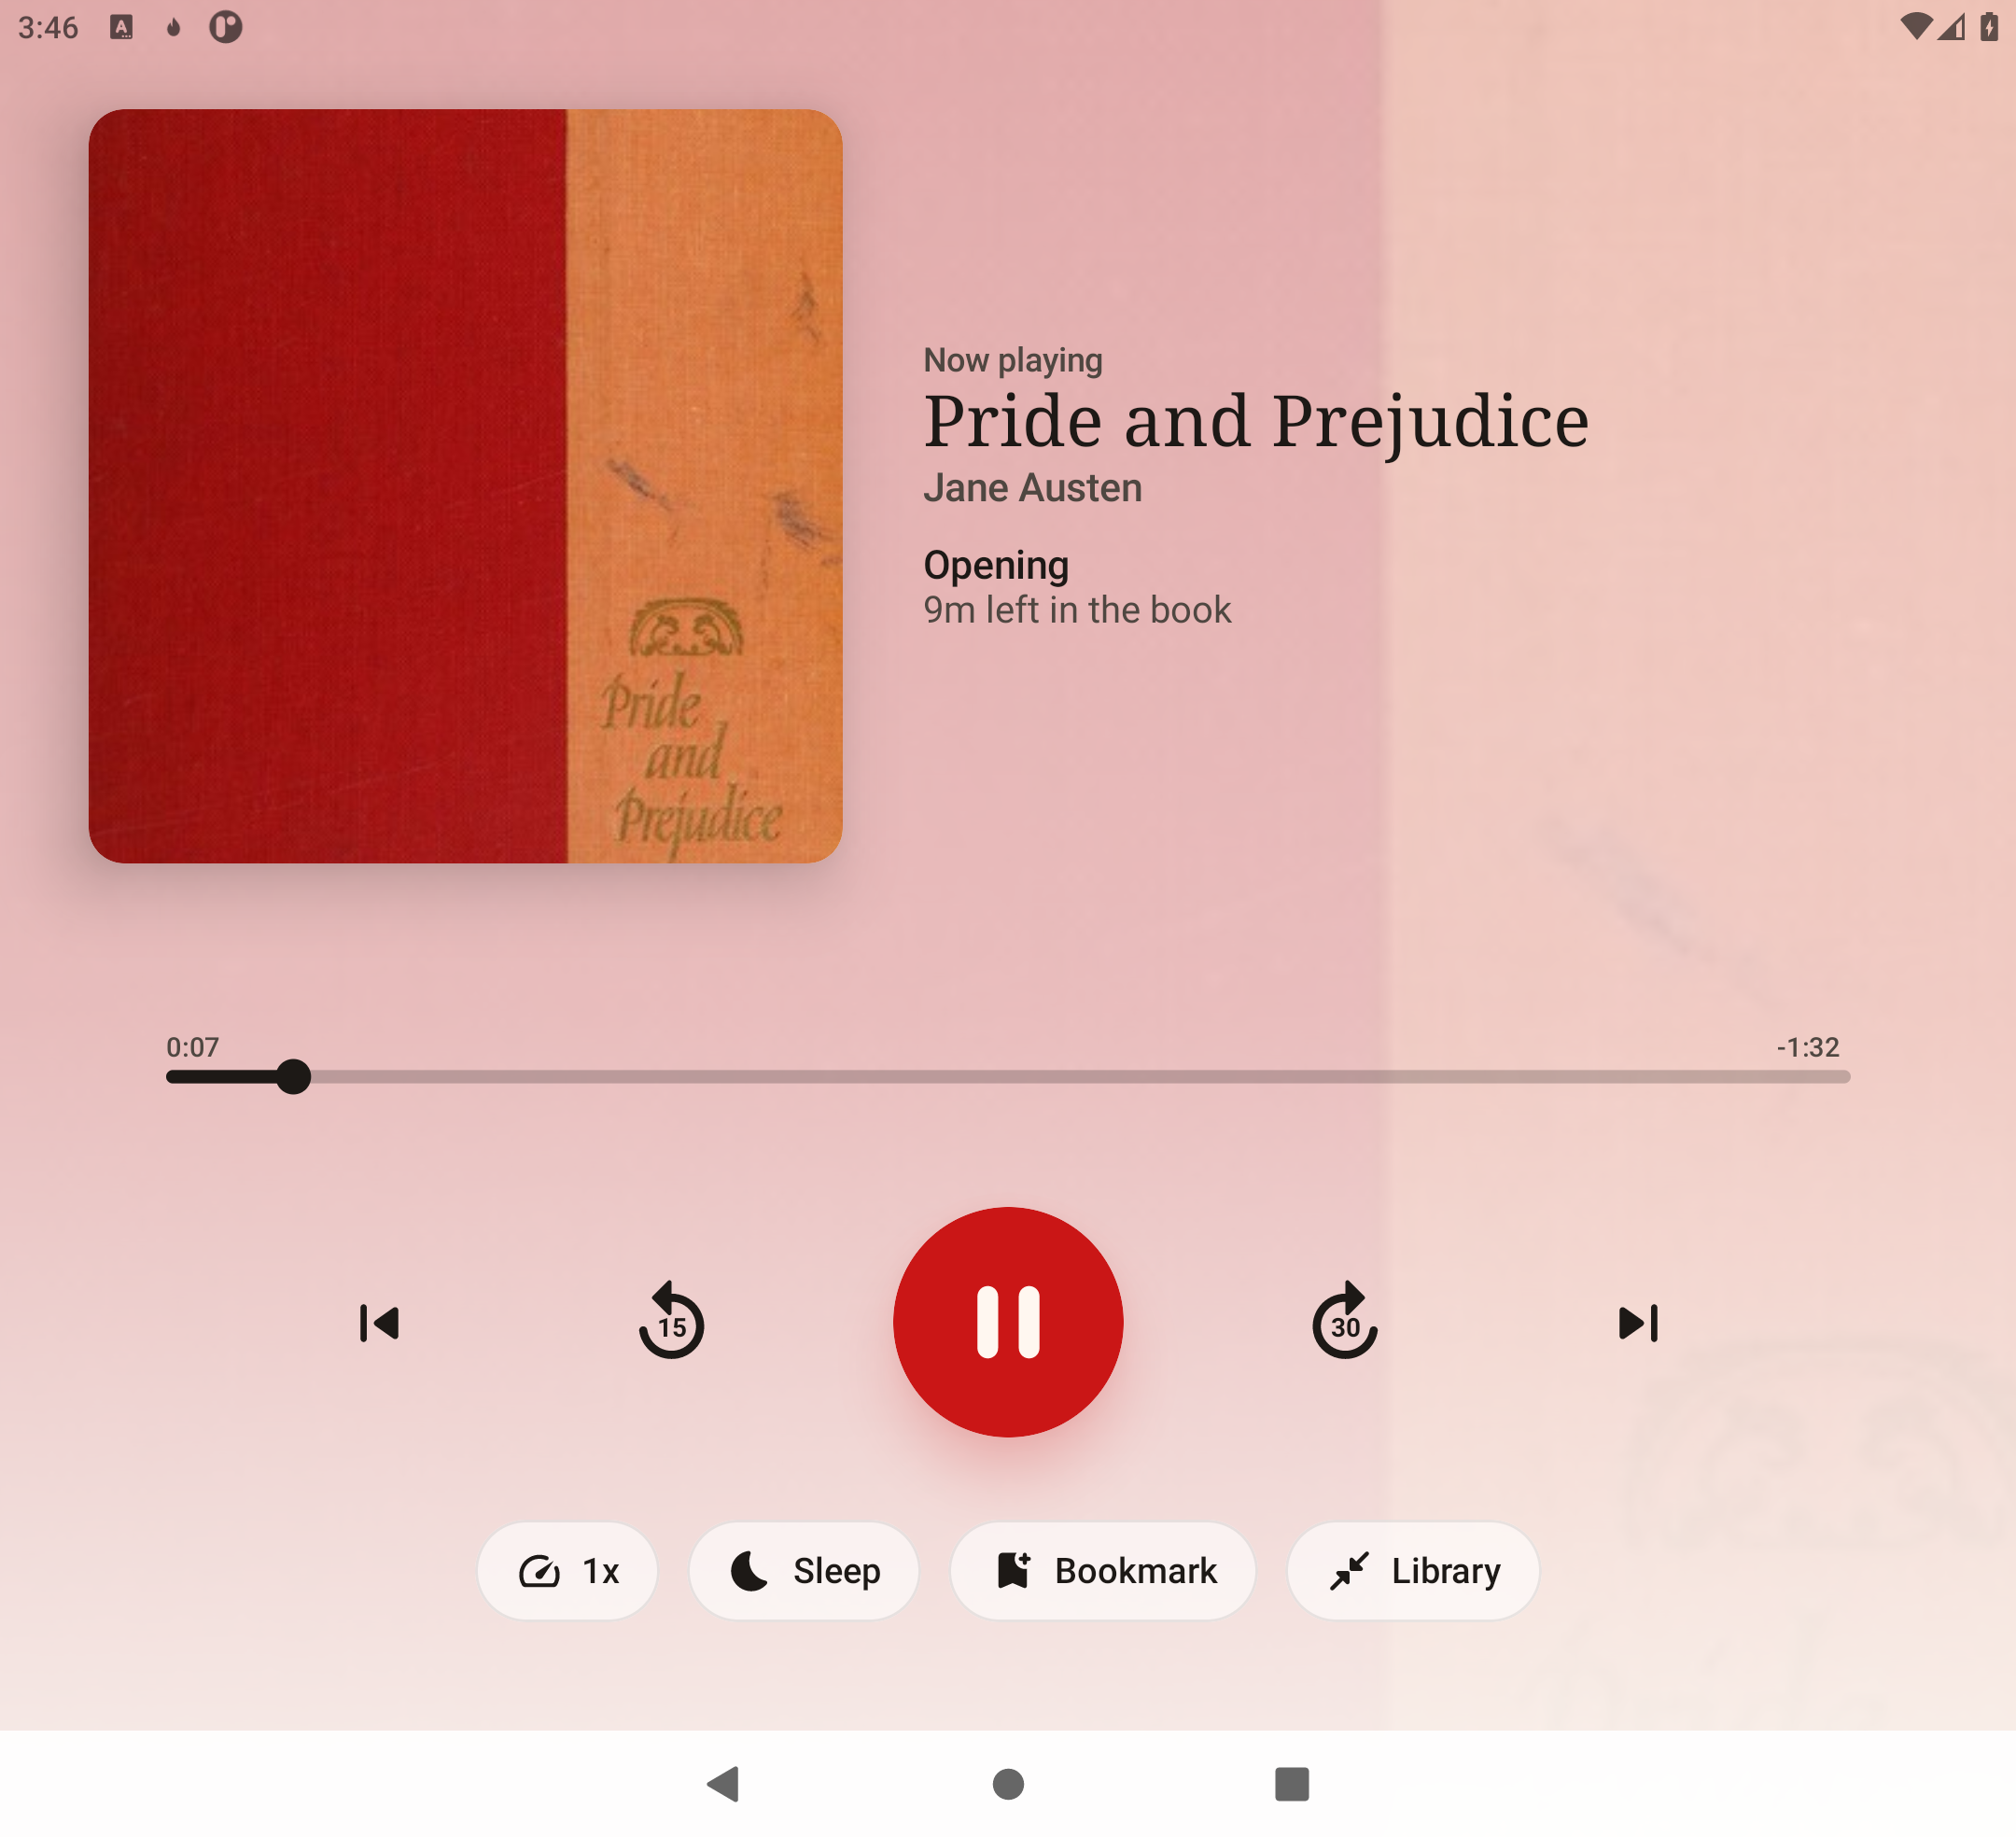 3:46
Pride
and
Prejudice
Now playing
Pride and Prejudice
Jane Austen
Opening
9m left in the book
0:07
-1:32
15
30
1x
Sleep
Bookmark
Library